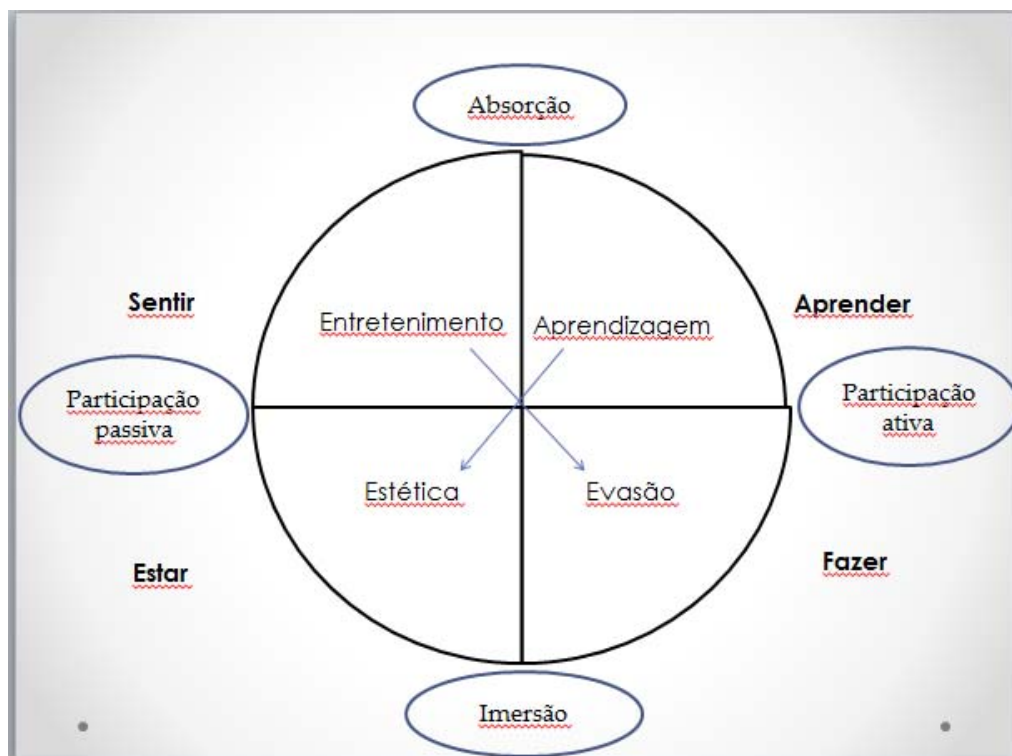 Absorção
Sentir
Aprender
Entretenimento
Aprendizagem
Participação
passiva
Participação
ativa
Estética
Evasão
Estar
Fazer
Imersão